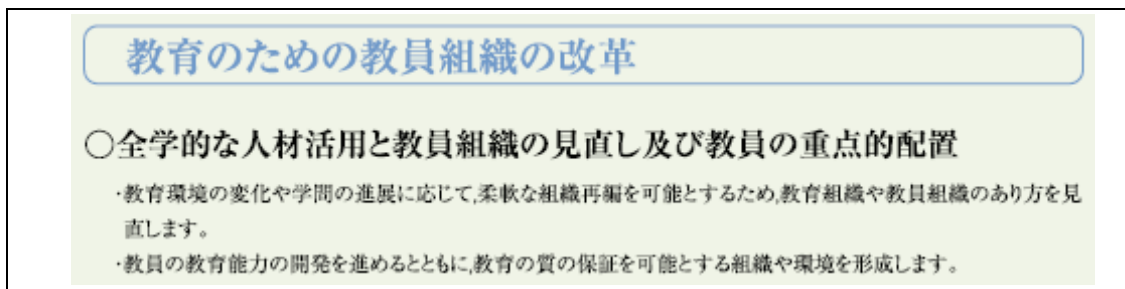 教育のための教員組織の改革
○全学的な人材活用と教員組織の見直し及び教員の重点的配置
・教育環境の変化や学問の進展に応じて,柔軟な組織再編を可能とするため,教育組織や教員組織のあり方を見
直します。
・教員の教育能力の開発を進めるとともに,教育の質の保証を可能とする組織や環境を形成します。